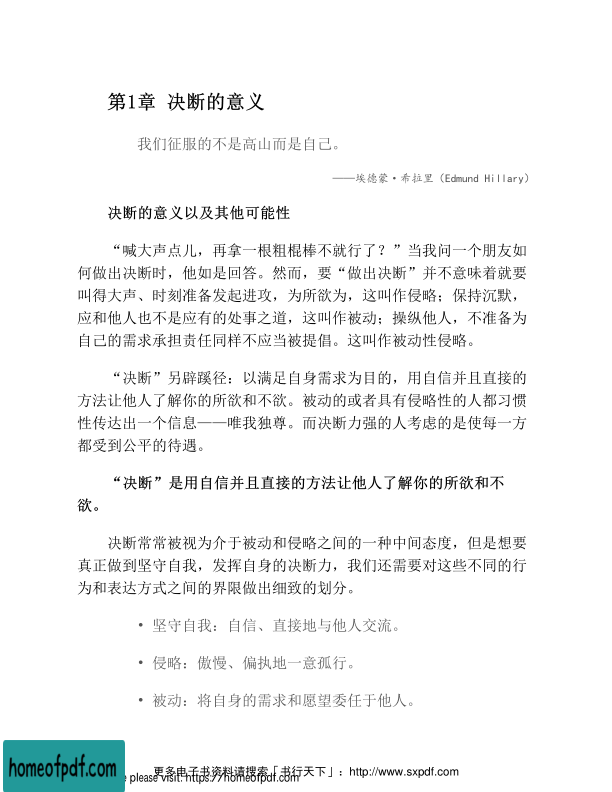 第1章 决断的意义
我们征服的不是高山而是自己。
——埃德蒙·希拉里（Edmund Hillary）
决断的意义以及其他可能性
“喊大声点儿，再拿一根粗棍棒不就行了？”当我问一个朋友如
何做出决断时，他如是回答。然而，要“做出决断”并不意味着就要
叫得大声、时刻准备发起进攻，为所欲为，这叫作侵略；保持沉默，
应和他人也不是应有的处事之道，这叫作被动；操纵他人，不准备为
自己的需求承担责任同样不应当被提倡。这叫作被动性侵略。
“决断”另辟蹊径：以满足自身需求为目的，用自信并且直接的
方法让他人了解你的所欲和不欲。被动的或者具有侵略性的人都习惯
性传达出一个信息——唯我独尊。而决断力强的人考虑的是使每一方
都受到公平的待遇。
“决断”是用自信并且直接的方法让他人了解你的所欲和不
欲。
决断常常被视为介于被动和侵略之间的一种中间态度，但是想要
真正做到坚守自我，发挥自身的决断力，我们还需要对这些不同的行
为和表达方式之间的界限做出细致的划分。
• 坚守自我：自信、直接地与他人交流。
• 侵略：傲慢、偏执地一意孤行。
• 被动：将自身的需求和愿望委任于他人。
homeofpdf.com
更多电子书资料请搜索「书行天下」：http://www.sxpdf.com
e please visit: https://homeofpdf.com